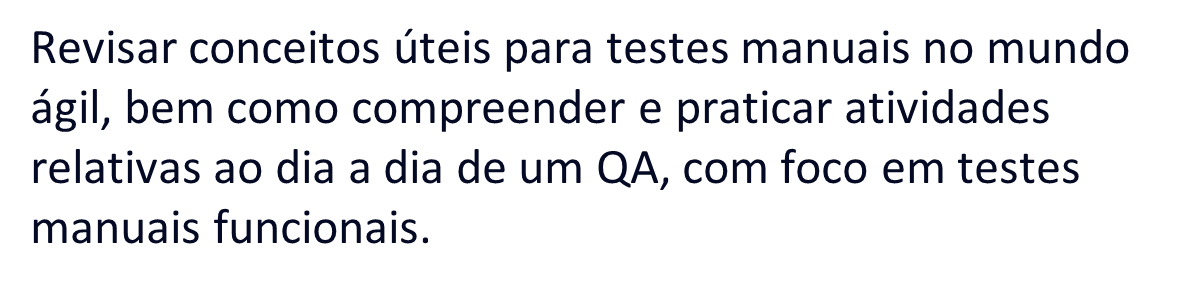 Revisar conceitos úteis para testes manuais no mundo
ágil, bem como compreender e praticar atividades
relativas ao dia a dia de um QA, com foco em testes
manuais funcionais.